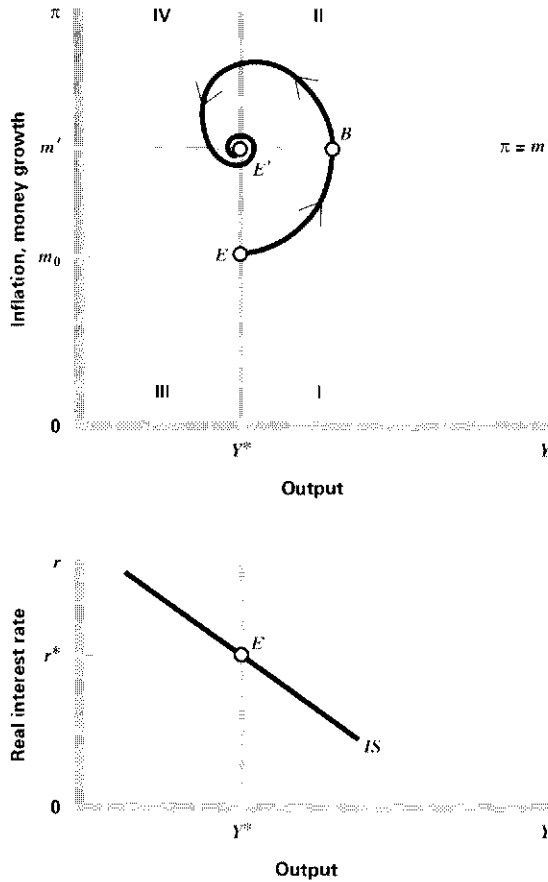 π
IV
II
Inflation, money growth
m′
B
E′
π = m
E
m₀
III
I
0
Y*
Y
Output
r
Real interest rate
r*
E
IS
0
Y*
Y
Output